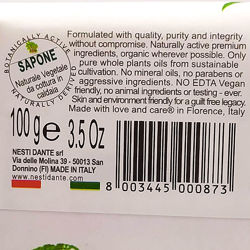 BOTANICALLY ACTIVE
SAPONE
Naturale Vegetale
da cottura in
caldaia
NATURALLY DERIVED
Formulated with quality, purity and integrity
without compromise. Naturally active premium
ingredients, organic wherever possible. Only
pure whole plants oils from sustainable
cultivation. No mineral oils, no parabens or
aggressive ingredients. NO EDTA Vegan
friendly, no animal ingredients or testing - ever.
Skin and environment friendly for a guilt free legacy.
Made with love and care® in Florence, Italy
100 g e 3.5 Oz
NESTI DANTE srl
Via delle Molina 39 - 50013 San
Donnino (FI) MADE IN ITALY
www.nestidante.com
8 003445 000873